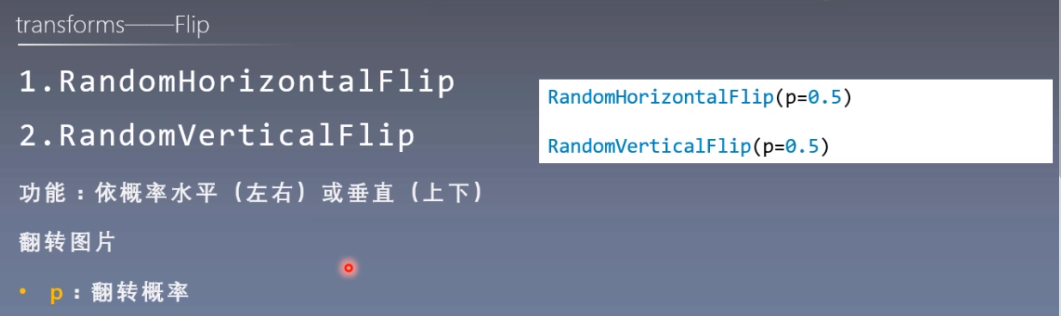 transforms——Flip
1.RandomHorizontalFlip
2.RandomVerticalFlip
功能：依概率水平（左右）或垂直（上下）
翻转图片
• p：翻转概率
RandomHorizontalFlip(p=0.5)
RandomVerticalFlip(p=0.5)